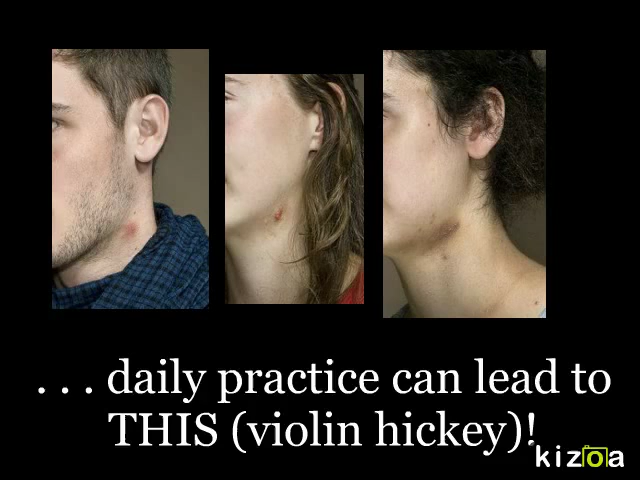 . . . daily practice can lead to
THIS (violin hickey)!
kizoa